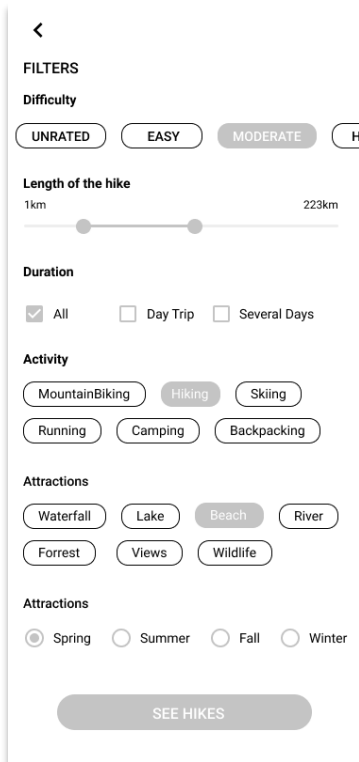 FILTERS
Difficulty
UNRATED EASY MODERATE H
Length of the hike
1km 223km
Duration
All Day Trip Several Days
Activity
MountainBiking Hiking Skiing
Running Camping Backpacking
Attractions
Waterfall Lake Beach River
Forrest Views Wildlife
Attractions
Spring Summer Fall Winter
SEE HIKES